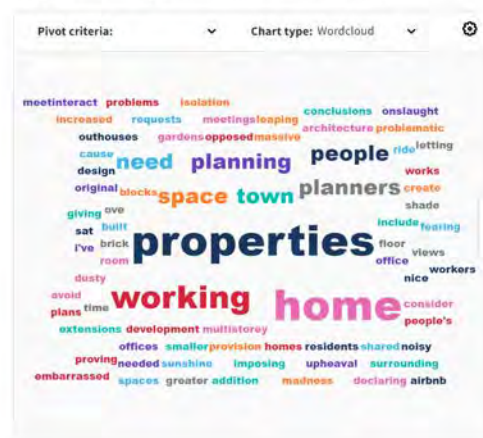 Pivot criteria: Chart type: Wordcloud
meetinteract problems isolation
increased requests meetings leaping conclusions onslaught
outhouses gardens opposed massive architecture problematic
cause need planning people ride letting
design works
original blocks space town planners create
giving ove shade
sat built properties include fearing
i've brick floor views
room office workers
dusty nice
avoid working home consider
plans time people's
extensions development multistorey
offices smaller provision homes residents shared noisy
proving needed sunshine imposing upheaval surrounding
embarrassed spaces greater addition madness declaring airbnb